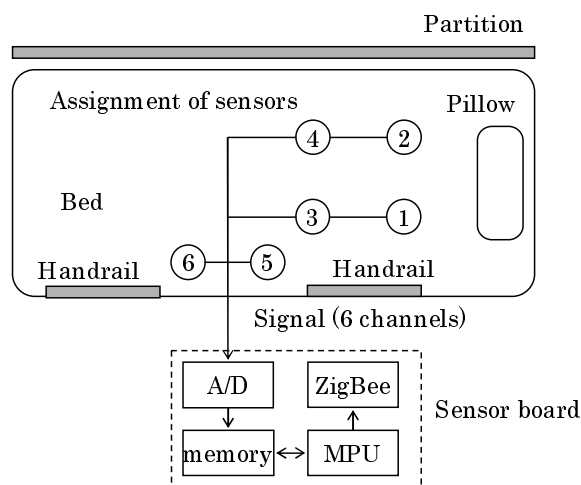 Partition
Assignment of sensors
Pillow
4
2
Bed
3
1
6
5
Handrail
Handrail
Signal (6 channels)
A/D
ZigBee
Sensor board
memory
MPU